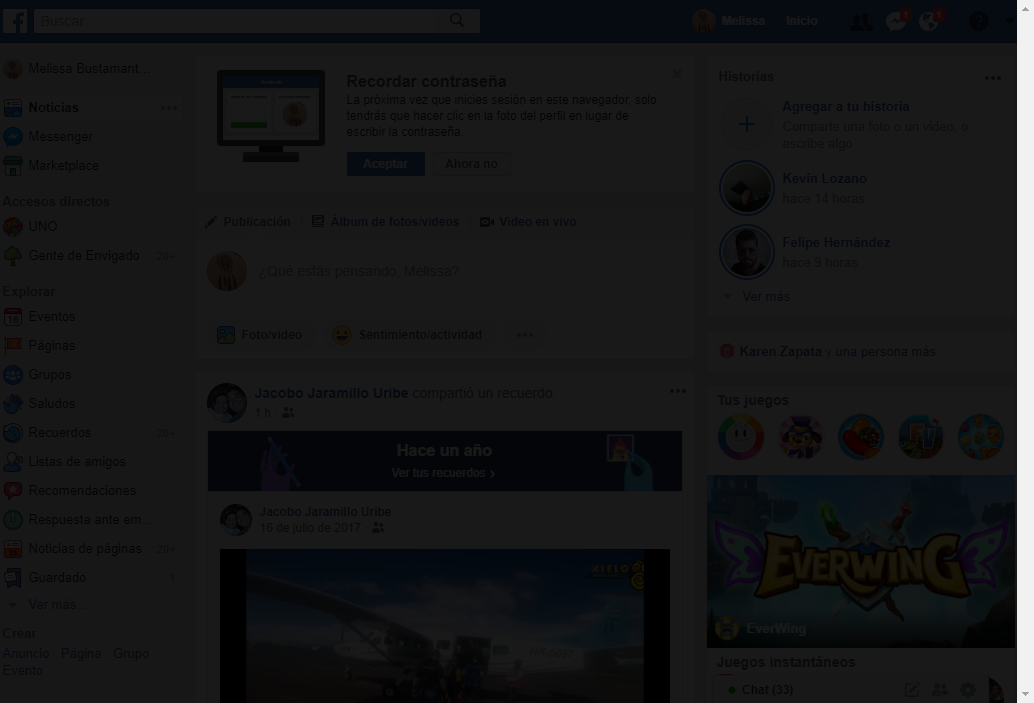 Buscar
Melissa
Inicio
Melissa Bustamant...
Noticias
Messenger
Marketplace
Accesos directos
UNO
Gente de Envigado 20+
Explorar
Eventos
Páginas
Grupos
Saludos
Recuerdos 20+
Listas de amigos
Recomendaciones
Respuesta ante em...
Noticias de páginas 20+
Guardado 1
Ver más...
Crear
Anuncio Página Grupo
Evento
Recordar contraseña
La próxima vez que inicies sesión en este navegador, solo
tendrás que hacer clic en la foto del perfil en lugar de
escribir la contraseña.
Aceptar Ahora no
Publicación Álbum de fotos/videos Video en vivo
¿Qué estás pensando, Melissa?
Foto/video Sentimiento/actividad
Jacobo Jaramillo Uribe compartió un recuerdo.
1 h
Hace un año
Ver tus recuerdos
Jacobo Jaramillo Uribe
16 de julio de 2017
XIELO
Historias
Agregar a tu historia
Comparte una foto o un video, o
escribe algo
Kevin Lozano
hace 14 horas
Felipe Hernández
hace 9 horas
Ver más
Karen Zapata y una persona más
Tus juegos
EVERWING
EverWing
Juegos instantáneos
Chat (33)